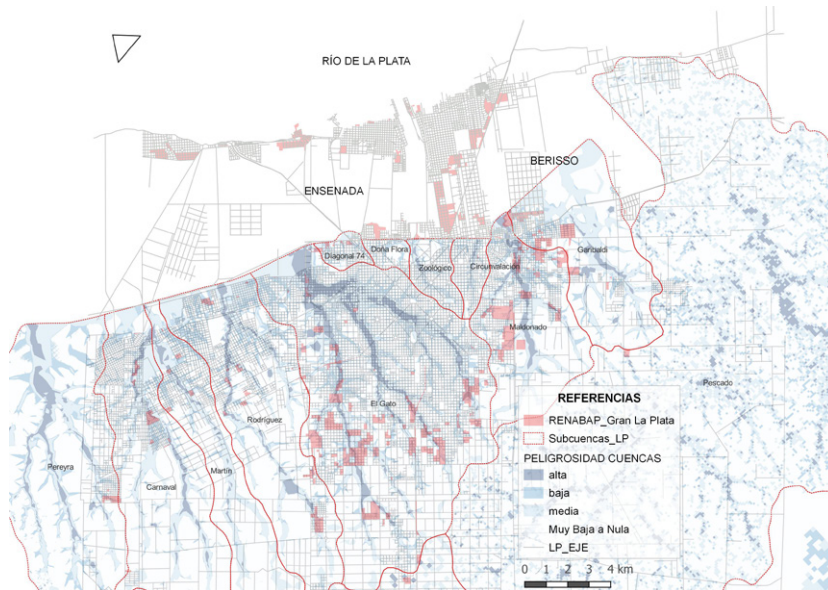 RÍO DE LA PLATA
BERISSO
ENSENADA
Doña Flora
Diagonal 74
Zoológico
Circunvalación
Garibaldi
Maldonado
Pescado
El Gato
Rodríguez
Martín
Pereyra
Carnaval
REFERENCIAS
RENABAP_Gran La Plata
Subcuencas_LP
PELIGROSIDAD CUENCAS
alta
baja
media
Muy Baja a Nula
LP_EJE
0 1 2 3 4 km